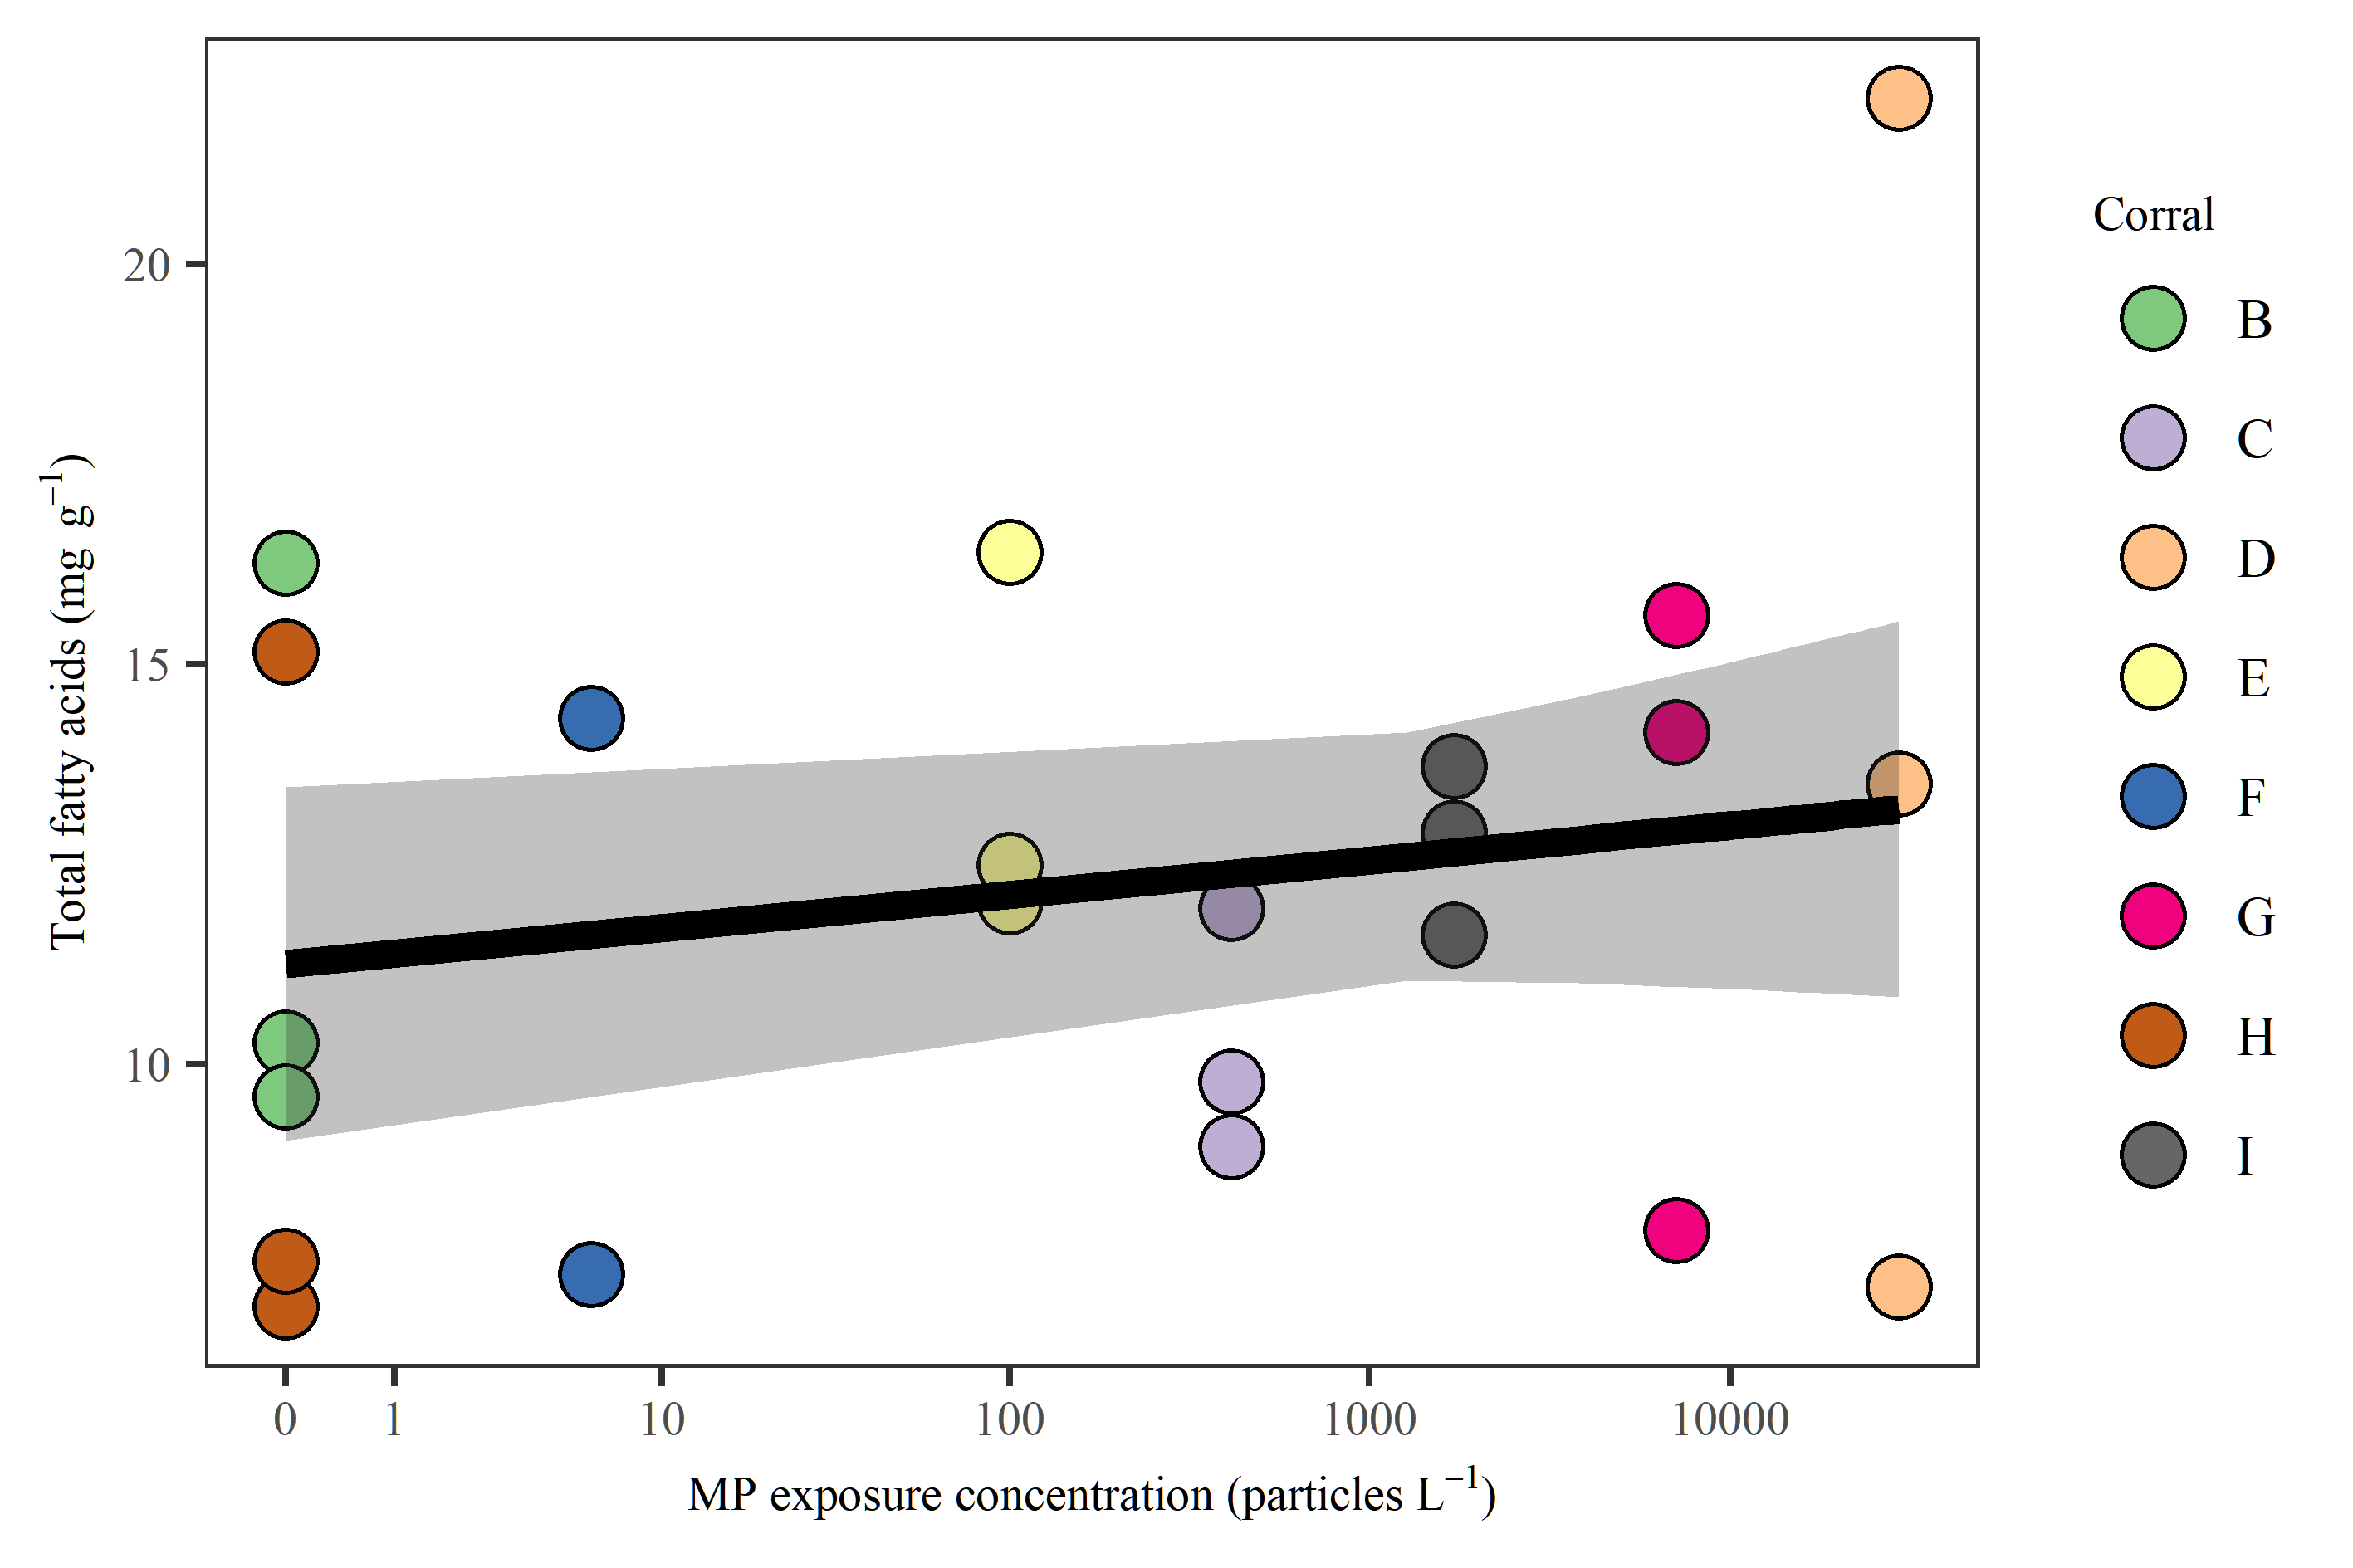 Total fatty acids (mg g⁻¹)
20
15
10
0 1 10 100 1000 10000
MP exposure concentration (particles L⁻¹)
Corral
B
C
D
E
F
G
H
I